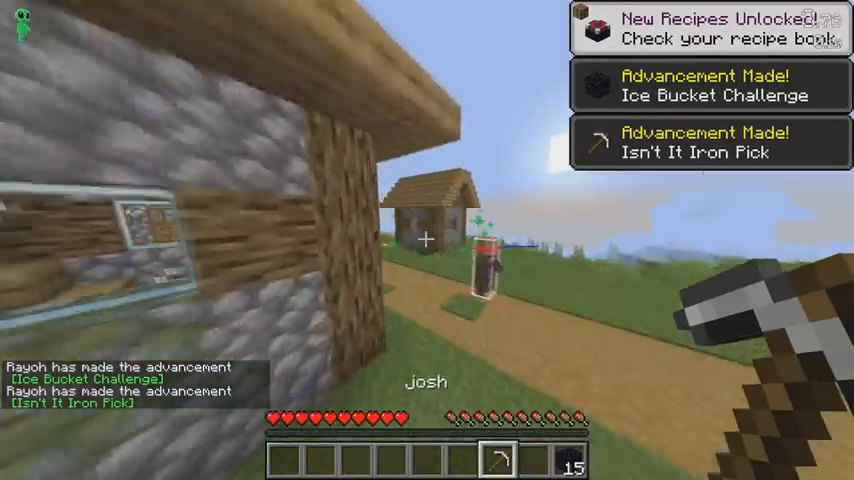 New Recipes Unlocked!
Check your recipe book
Advancement Made!
Ice Bucket Challenge
Advancement Made!
Isn't It Iron Pick
Rayoh has made the advancement
[Ice Bucket Challenge]
Rayoh has made the advancement
[Isn't It Iron Pick]
josh
15